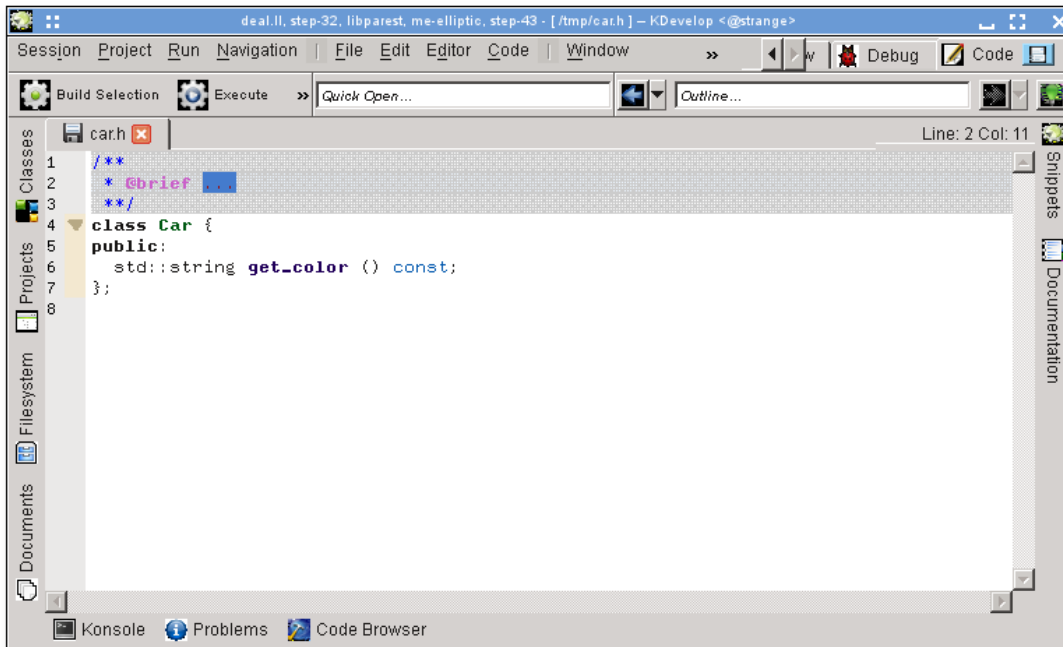 deal.II, step-32, libparest, me-elliptic, step-43 - [ /tmp/car.h ] – KDevelop <@strange>
Session Project Run Navigation | File Edit Editor Code | Window » w Debug Code
Build Selection Execute » Quick Open... Outline...
car.h Line: 2 Col: 11
1 /**
2 * @brief ...
3 **/
4 class Car {
5 public:
6 std::string get_color () const;
7 };
8
Classes
Projects
Filesystem
Documents
Snippets
Documentation
Konsole Problems Code Browser